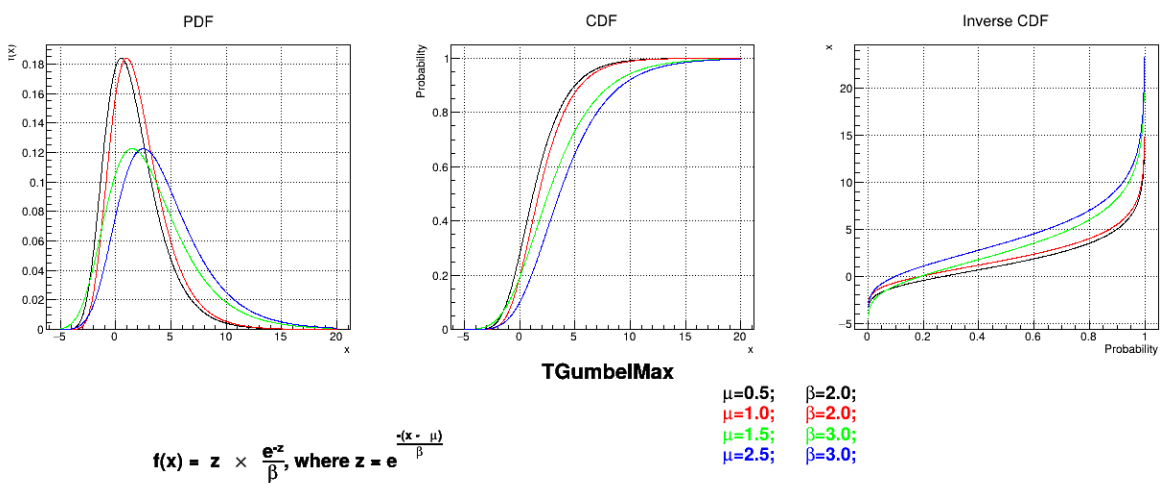 PDF
CDF
Inverse CDF
f(x)
0.18
0.16
0.14
0.12
0.1
0.08
0.06
0.04
0.02
0
−5 0 5 10 15 20
x
Probability
1
0.8
0.6
0.4
0.2
0
−5 0 5 10 15 20
x
x
20
15
10
5
0
−5
0 0.2 0.4 0.6 0.8 1
Probability
TGumbelMax
μ=0.5; β=2.0;
μ=1.0; β=2.0;
μ=1.5; β=3.0;
μ=2.5; β=3.0;
f(x) = z × e^-z/β, where z = e^-(x - μ)/β